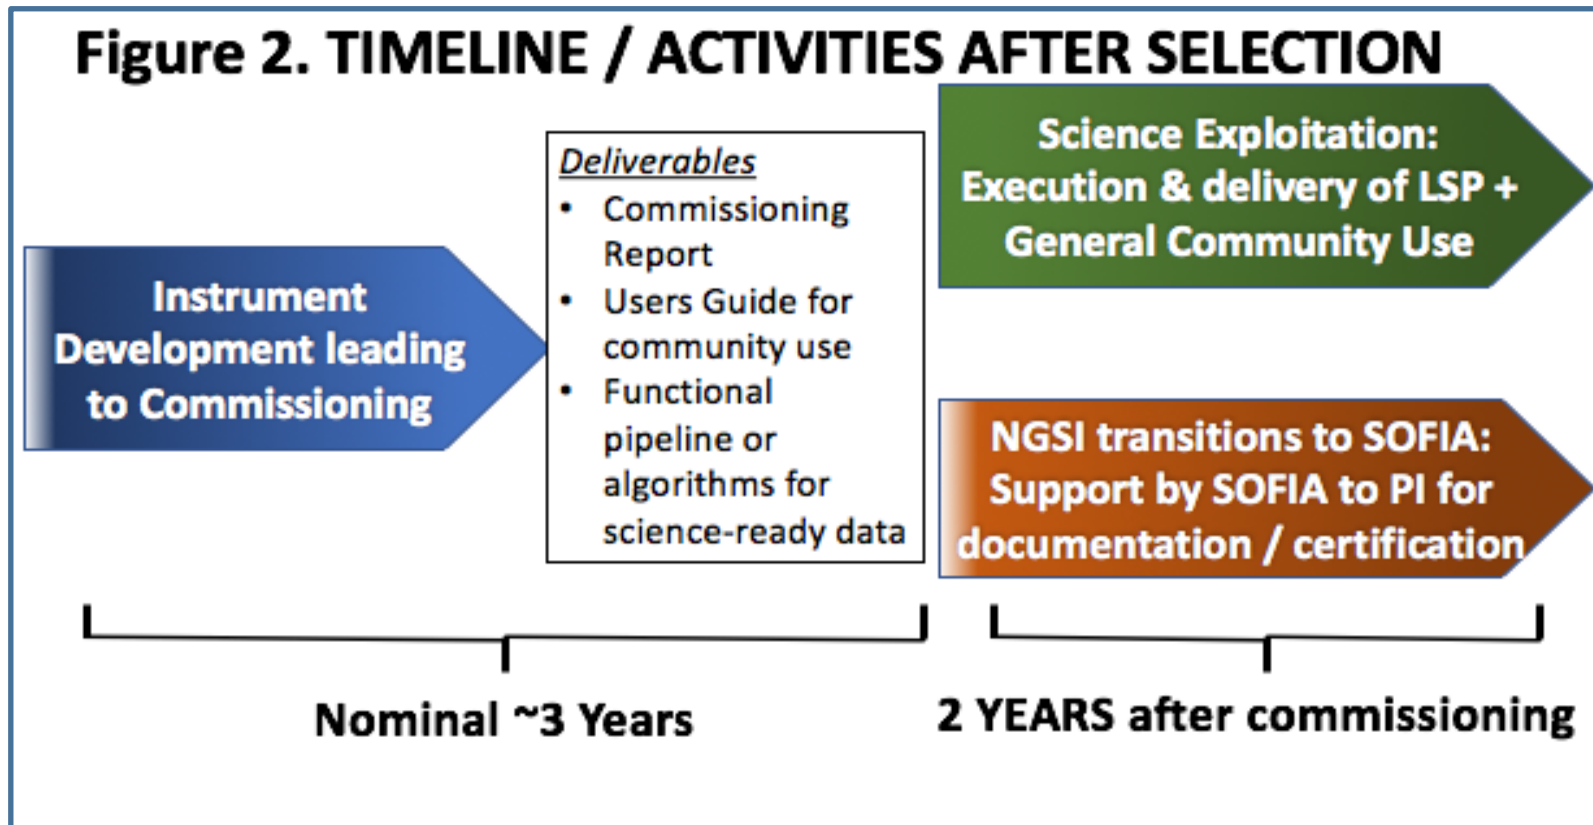 Figure 2. TIMELINE / ACTIVITIES AFTER SELECTION
Instrument
Development leading
to Commissioning
Deliverables
• Commissioning
Report
• Users Guide for
community use
• Functional
pipeline or
algorithms for
science-ready data
Science Exploitation:
Execution & delivery of LSP +
General Community Use
NGSI transitions to SOFIA:
Support by SOFIA to PI for
documentation / certification
Nominal ~3 Years
2 YEARS after commissioning